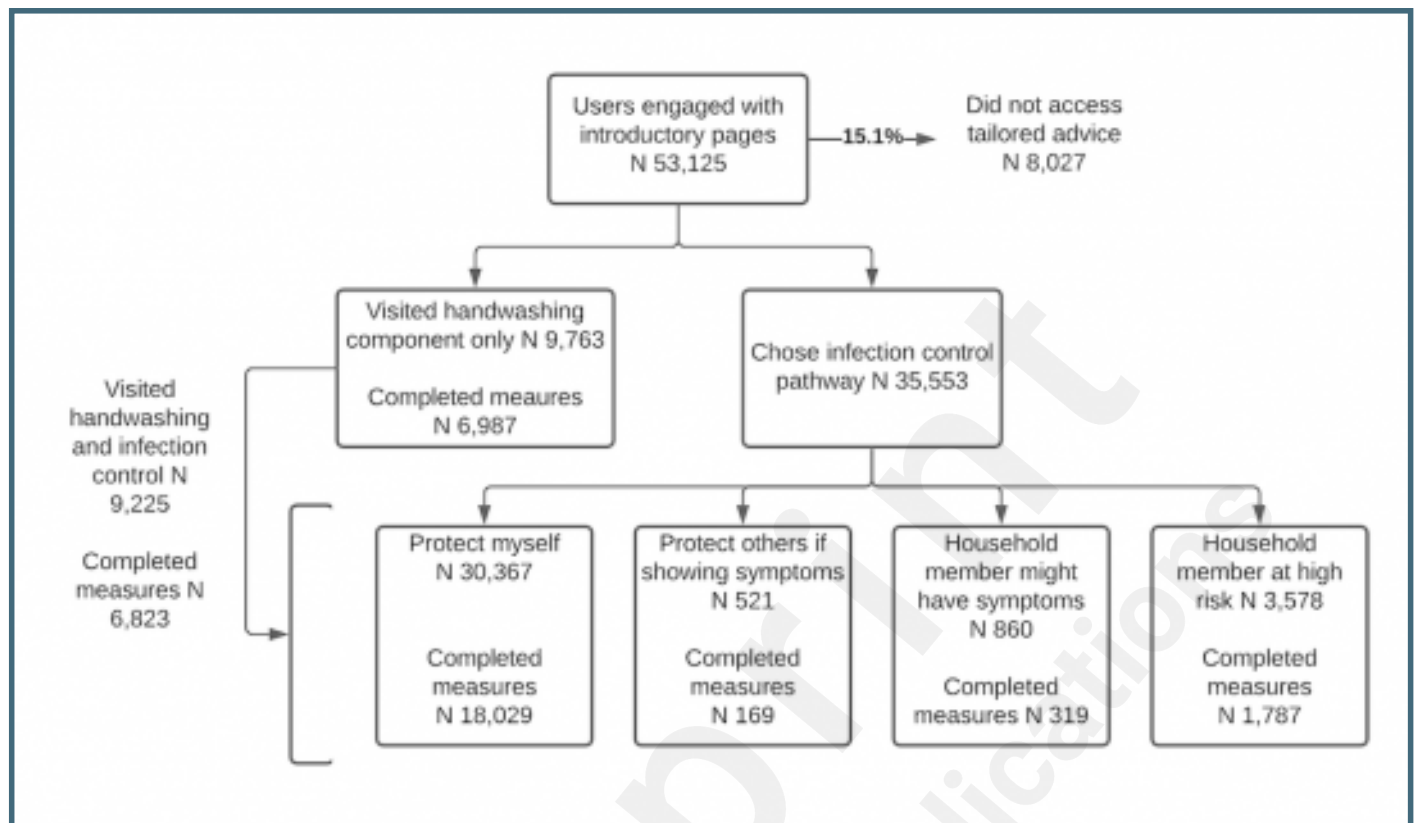 Users engaged with
introductory pages
N 53,125
15.1%
Did not access
tailored advice
N 8,027
Visited handwashing
component only N 9,763
Completed meaures
N 6,987
Chose infection control
pathway N 35,553
Visited
handwashing
and infection
control N
9,225
Completed
measures N
6,823
Protect myself
N 30,367
Completed
measures
N 18,029
Protect others if
showing symptoms
N 521
Completed
measures
N 169
Household
member might
have symptoms
N 860
Completed
measures N 319
Household
member at high
risk N 3,578
Completed
measures
N 1,787
print
lications